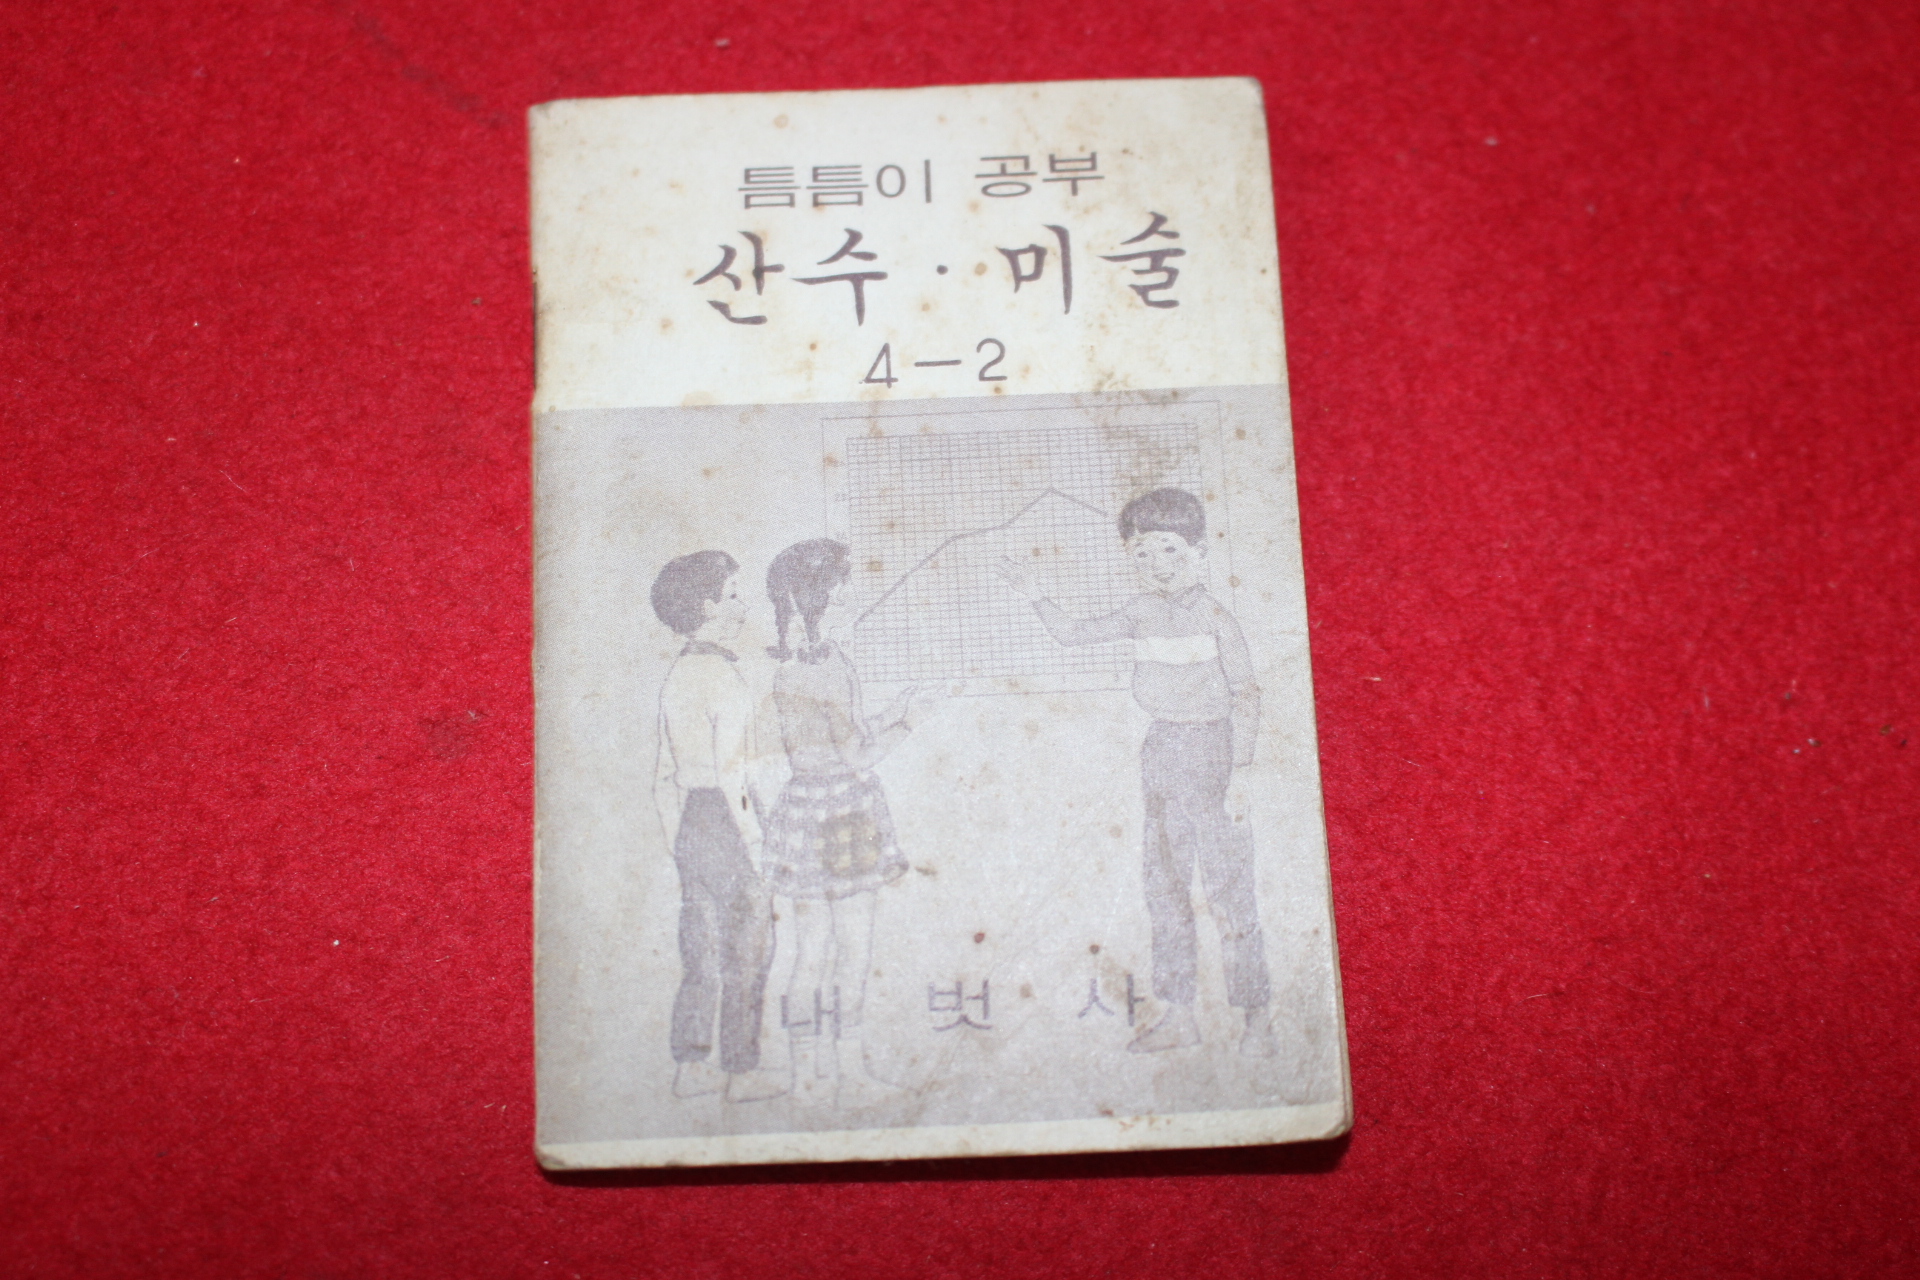 틈틈이 공부
산수·미술
4-2
내 벗 사